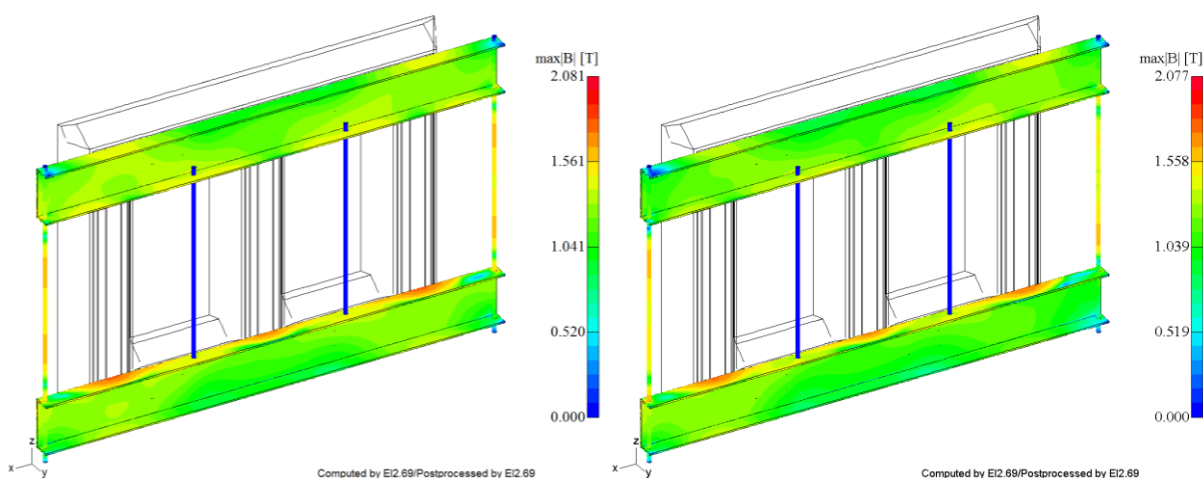 max|B| [T]
2.081
1.561
1.041
0.520
0.000
z
x
y
Computed by El2.69/Postprocessed by El2.69
max|B| [T]
2.077
1.558
1.039
0.519
0.000
z
x
y
Computed by El2.69/Postprocessed by El2.69